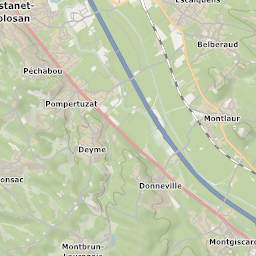 stanet-
olosan
Escalquens
Belberaud
Péchabou
Pompertuzat
Montlaur
Deyme
onsac
Donneville
Montbrun-
Lauragais
Montgiscard